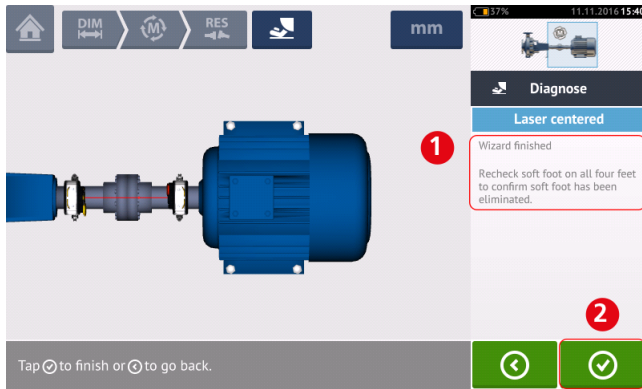 37% 11.11.2016 15:40
DIM
M
RES
mm
M
Diagnose
Laser centered
1
Wizard finished
Recheck soft foot on all four feet
to confirm soft foot has been
eliminated.
2
Tap to finish or to go back.